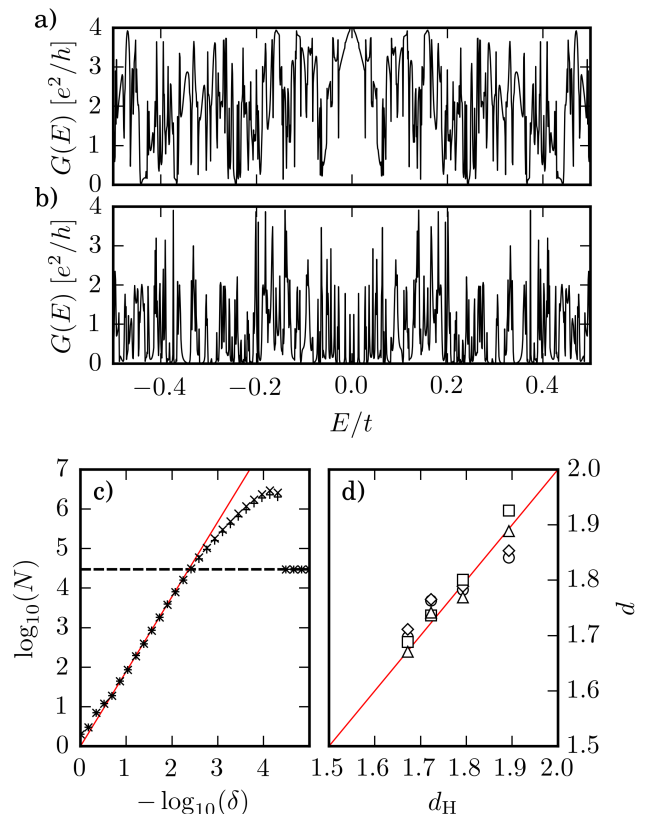 a)
4
3
2
1
0
G(E) [e²/h]
b)
4
3
2
1
0
G(E) [e²/h]
−0.4 −0.2 0.0 0.2 0.4
E/t
c)
7
6
5
4
3
2
1
0
log₁₀(N)
0 1 2 3 4
− log₁₀(δ)
d)
2.0
1.9
1.8
1.7
1.6
1.5
d
1.5 1.6 1.7 1.8 1.9 2.0
d_H